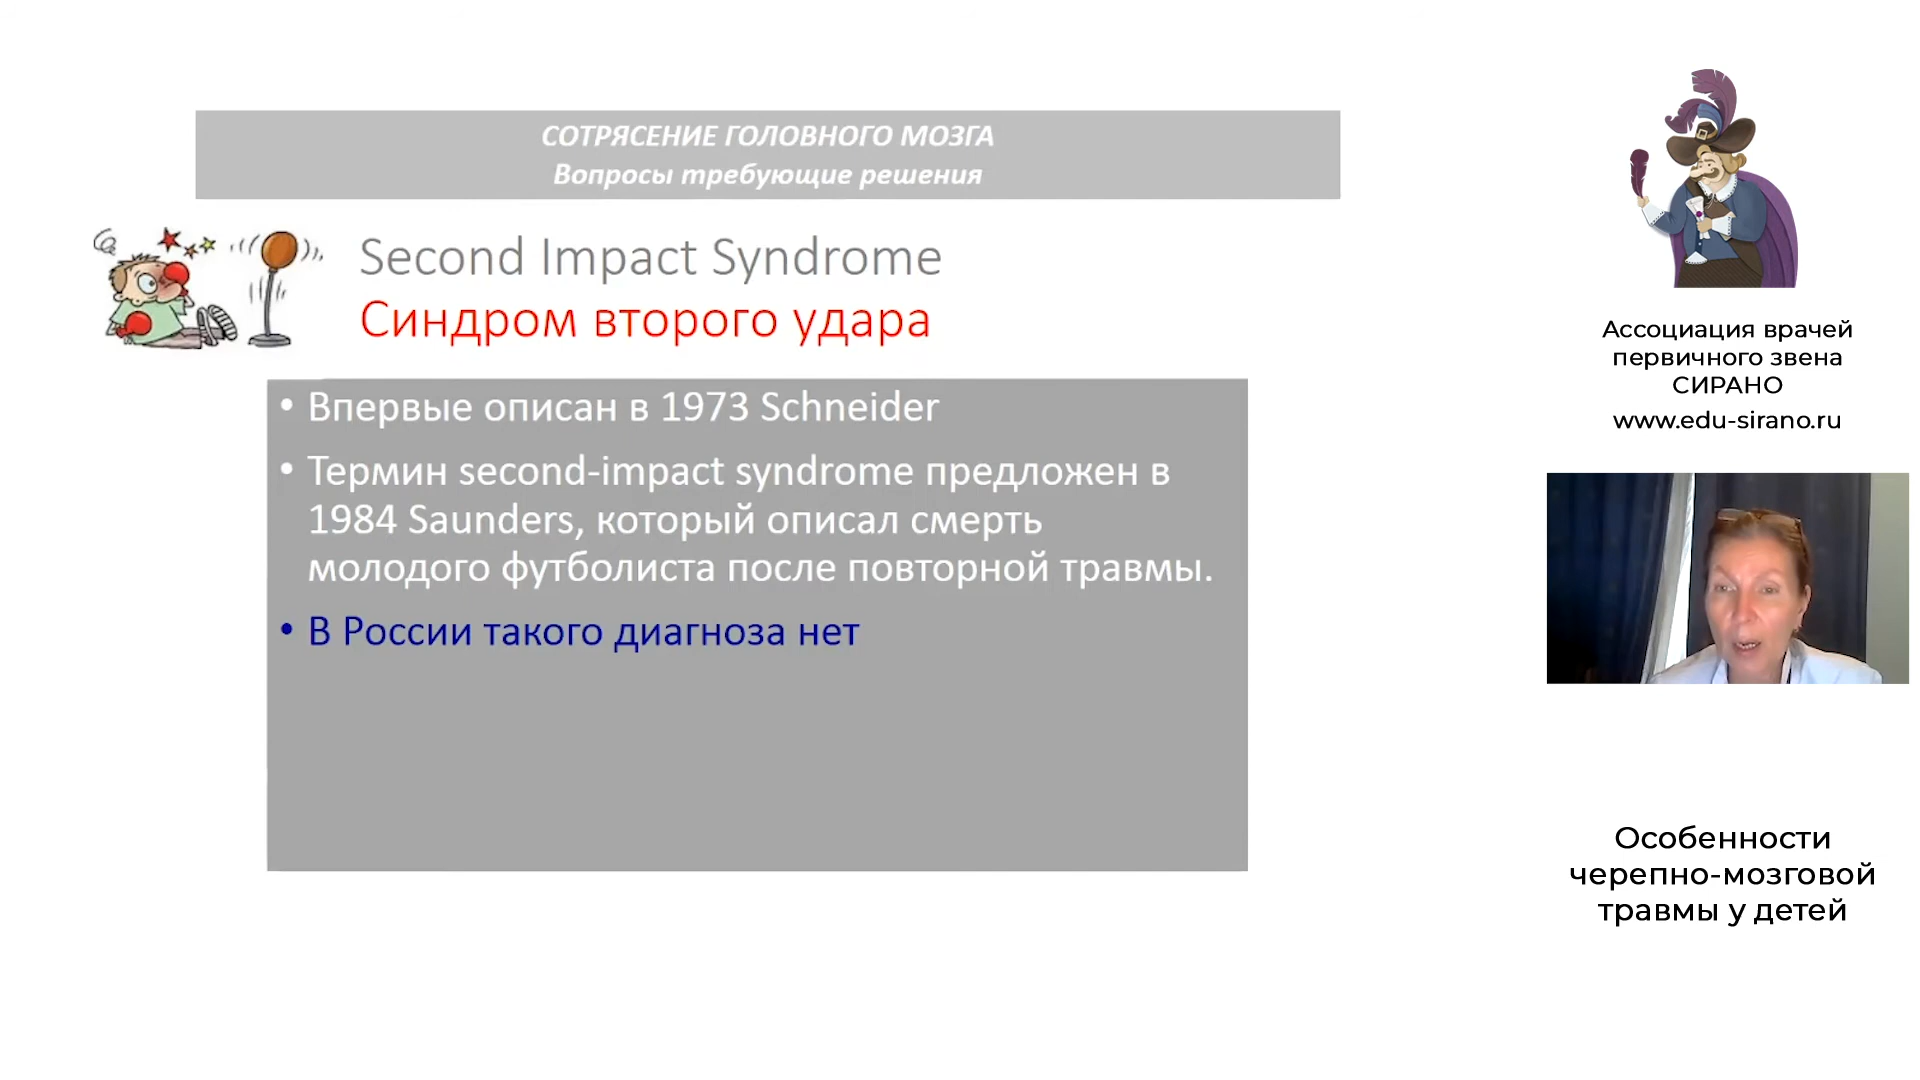 СОТРЯСЕНИЕ ГОЛОВНОГО МОЗГА
Вопросы требующие решения
Second Impact Syndrome
Синдром второго удара
• Впервые описан в 1973 Schneider
• Термин second-impact syndrome предложен в
1984 Saunders, который описал смерть
молодого футболиста после повторной травмы.
• В России такого диагноза нет
Ассоциация врачей
первичного звена
СИРАНО
www.edu-sirano.ru
Особенности
черепно-мозговой
травмы у детей